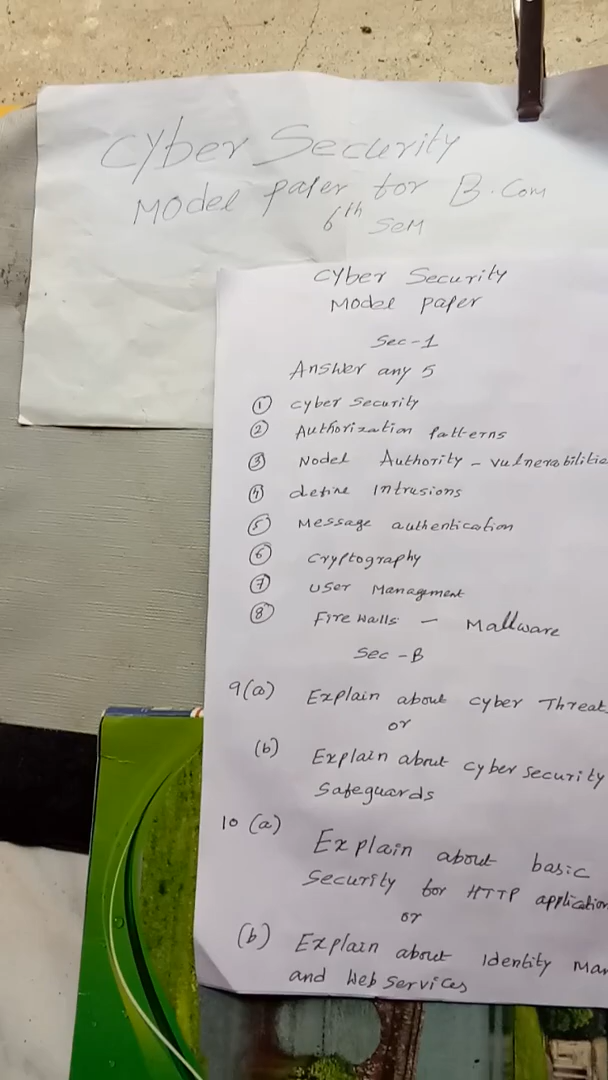 Cyber Security
Model paper for B.Com
6th Sem
Cyber Security
Model paper
Sec-1
Answer any 5
① Cyber Security
② Authorization Patterns
③ Nodel Authority - vulnerabilitie
④ define Intrusions
⑤ Message authentication
⑥ Cryptography
⑦ User Management
⑧ Fire walls - Mallware
Sec-B
9(a) Explain about Cyber Threat
or
(b) Explain about cyber security
Safeguards
10 (a) Explain about basic
Security for HTTP application
or
(b) Explain about Identity Man
and Web Services